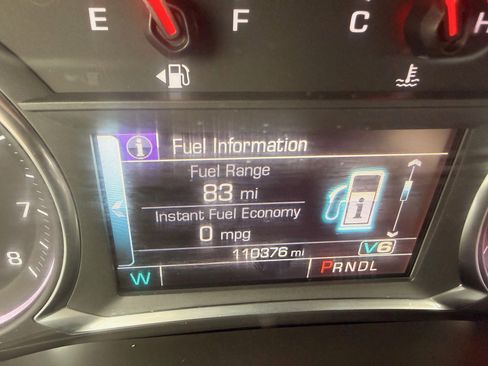 E F C H
Fuel Information
Fuel Range
83 mi
Instant Fuel Economy
0 mpg
110376 mi V6
W PRNDL
7
8